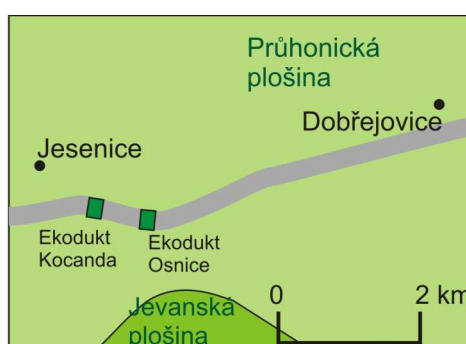 Průhonická
plošina
Dobřejovice
Jesenice
Ekodukt
Kocanda
Ekodukt
Osnice
Jevanská
plošina
0
2 km